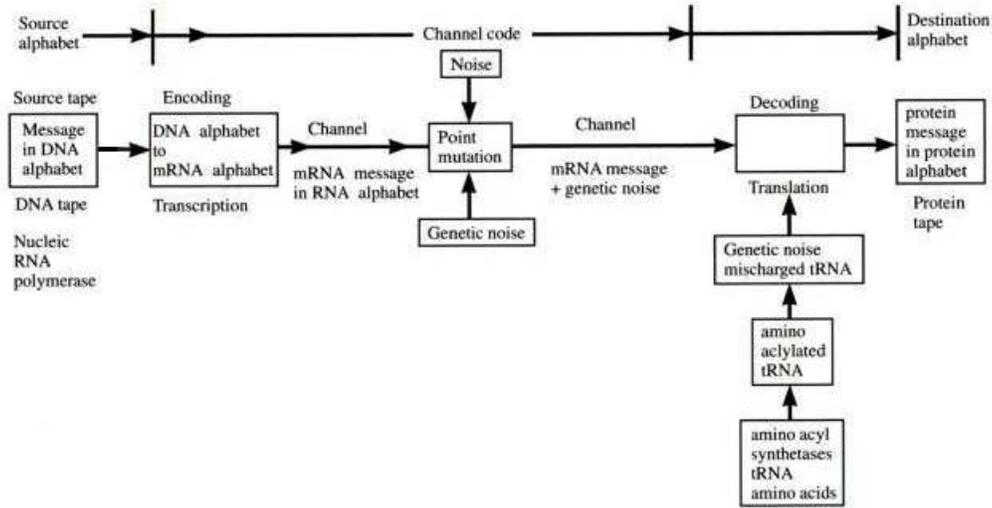 Source
alphabet
Channel code
Destination
alphabet
Noise
Source tape
Encoding
Decoding
Message
in DNA
alphabet
DNA alphabet
to
mRNA alphabet
Channel
Point
mutation
Channel
protein
message
in protein
alphabet
mRNA message
in RNA alphabet
mRNA message
+ genetic noise
DNA tape
Transcription
Translation
Protein
tape
Genetic noise
Nucleic
RNA
polymerase
Genetic noise
mischarged tRNA
amino
aclylated
tRNA
amino acyl
synthetases
tRNA
amino acids